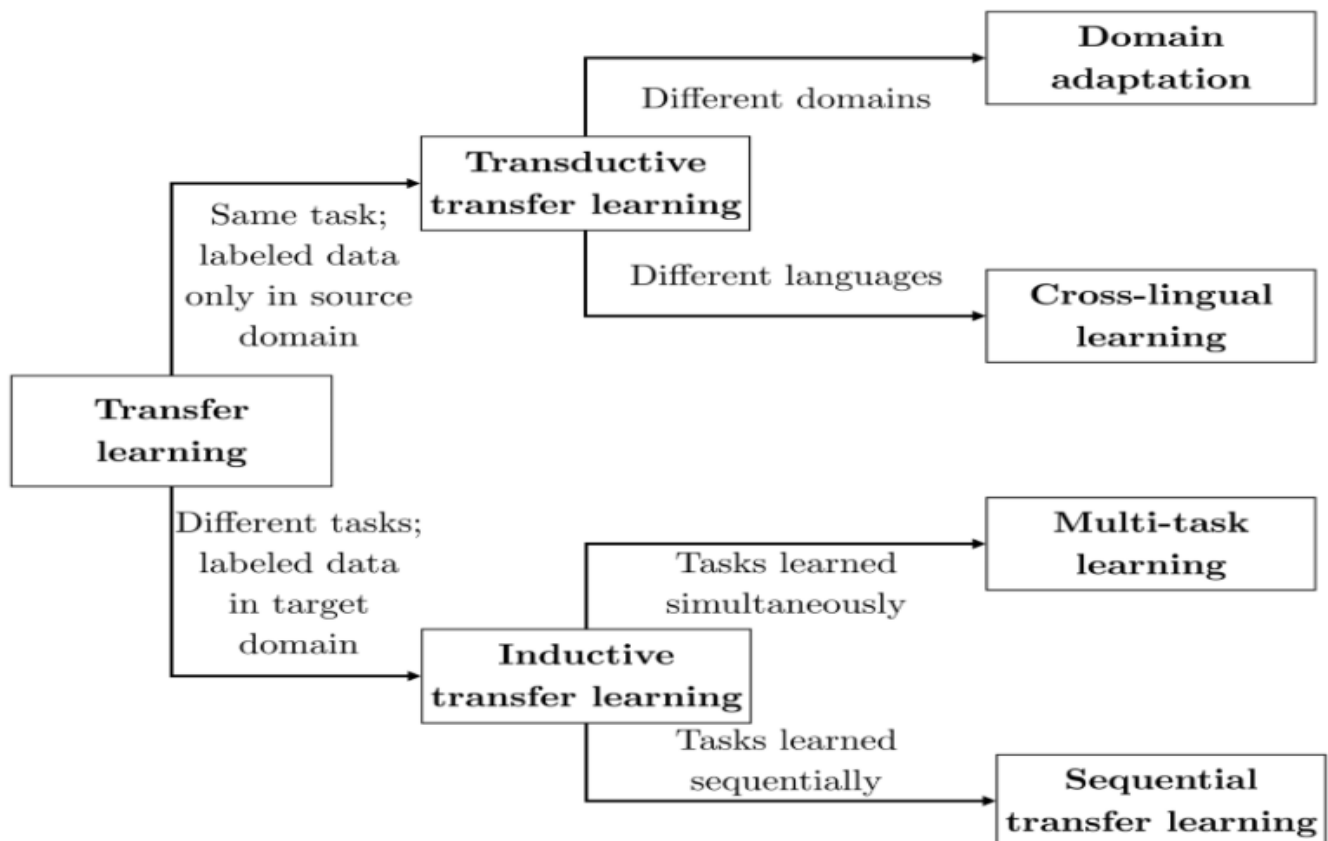 Domain
adaptation
Different domains
Transductive
transfer learning
Same task;
labeled data
only in source
domain
Different languages
Cross-lingual
learning
Transfer
learning
Different tasks;
labeled data
in target
domain
Multi-task
learning
Tasks learned
simultaneously
Inductive
transfer learning
Tasks learned
sequentially
Sequential
transfer learning